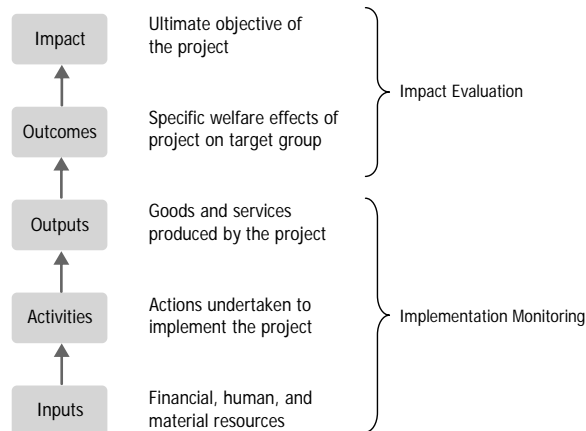 Impact
Ultimate objective of
the project
Impact Evaluation
Outcomes
Specific welfare effects of
project on target group
Outputs
Goods and services
produced by the project
Activities
Actions undertaken to
implement the project
Implementation Monitoring
Inputs
Financial, human, and
material resources